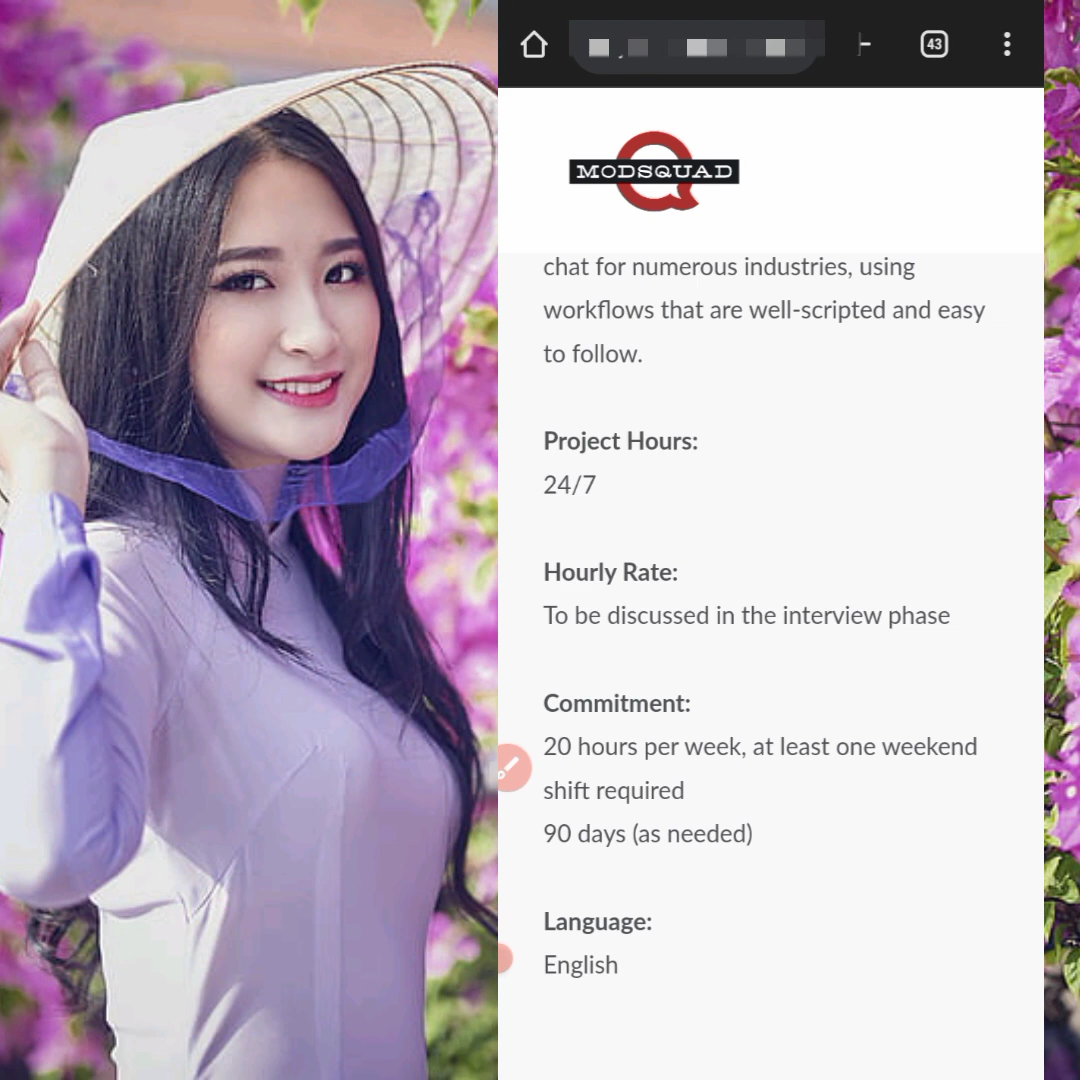 43
MODSQUAD
chat for numerous industries, using
workflows that are well-scripted and easy
to follow.
Project Hours:
24/7
Hourly Rate:
To be discussed in the interview phase
Commitment:
20 hours per week, at least one weekend
shift required
90 days (as needed)
Language:
English